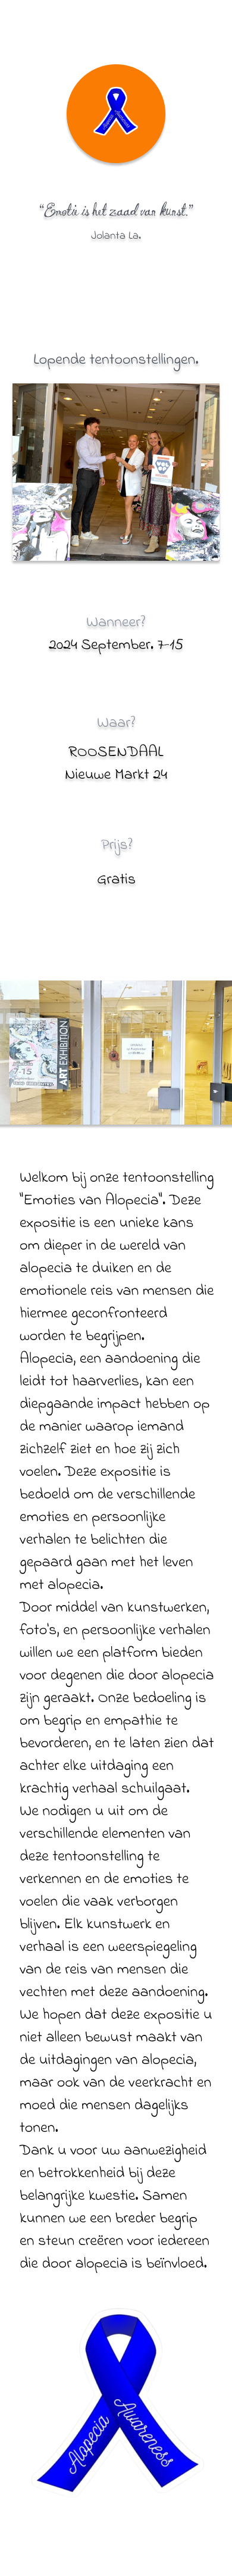 “Emotie is het zaad van kunst.”
Jolanta La.
Lopende tentoonstellingen.
Wanneer?
2024 September. 7-15
Waar?
ROOSENDAAL
Nieuwe Markt 24
Prijs?
Gratis
7-15
ART EXHIBITION
Welkom bij onze tentoonstelling
"Emoties van Alopecia". Deze
expositie is een unieke kans
om dieper in de wereld van
alopecia te duiken en de
emotionele reis van mensen die
hiermee geconfronteerd
worden te begrijpen.
Alopecia, een aandoening die
leidt tot haarverlies, kan een
diepgaande impact hebben op
de manier waarop iemand
zichzelf ziet en hoe zij zich
voelen. Deze expositie is
bedoeld om de verschillende
emoties en persoonlijke
verhalen te belichten die
gepaard gaan met het leven
met alopecia.
Door middel van kunstwerken,
foto's, en persoonlijke verhalen
willen we een platform bieden
voor degenen die door alopecia
zijn geraakt. Onze bedoeling is
om begrip en empathie te
bevorderen, en te laten zien dat
achter elke uitdaging een
krachtig verhaal schuilgaat.
We nodigen u uit om de
verschillende elementen van
deze tentoonstelling te
verkennen en de emoties te
voelen die vaak verborgen
blijven. Elk kunstwerk en
verhaal is een weerspiegeling
van de reis van mensen die
vechten met deze aandoening.
We hopen dat deze expositie u
niet alleen bewust maakt van
de uitdagingen van alopecia,
maar ook van de veerkracht en
moed die mensen dagelijks
tonen.
Dank u voor uw aanwezigheid
en betrokkenheid bij deze
belangrijke kwestie. Samen
kunnen we een breder begrip
en steun creëren voor iedereen
die door alopecia is beïnvloed.
Alopecia Awareness